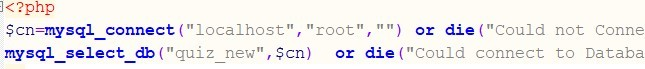 <?php
$cn=mysql_connect("localhost","root","") or die("Could not Conne
mysql_select_db("quiz_new",$cn)  or die("Could connect to Databa